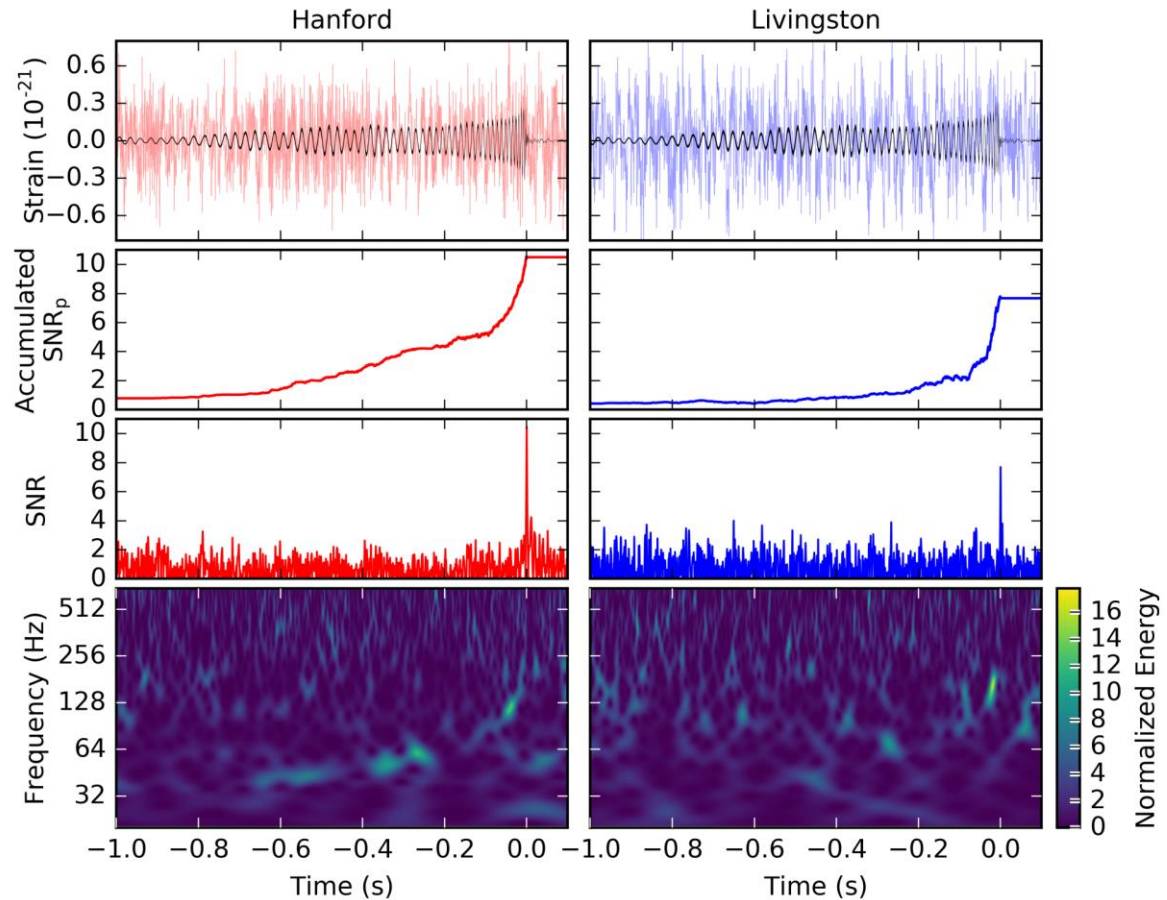 Hanford
Livingston
Strain (10⁻²¹)
0.6
0.3
0.0
−0.3
−0.6
Accumulated
SNRₚ
10
8
6
4
2
0
SNR
10
8
6
4
2
0
Frequency (Hz)
512
256
128
64
32
Normalized Energy
16
14
12
10
8
6
4
2
0
−1.0 −0.8 −0.6 −0.4 −0.2 0.0
−1.0 −0.8 −0.6 −0.4 −0.2 0.0
Time (s)
Time (s)